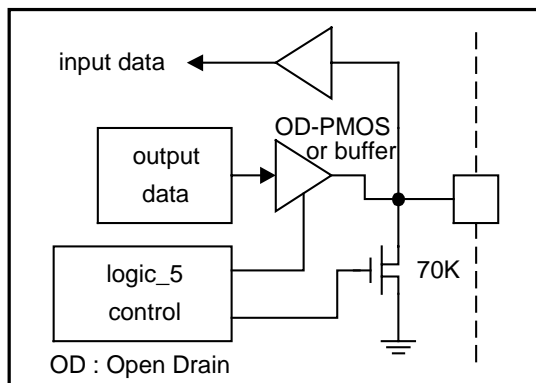 input data
OD-PMOS
or buffer
output
data
logic_5
control
70K
OD : Open Drain